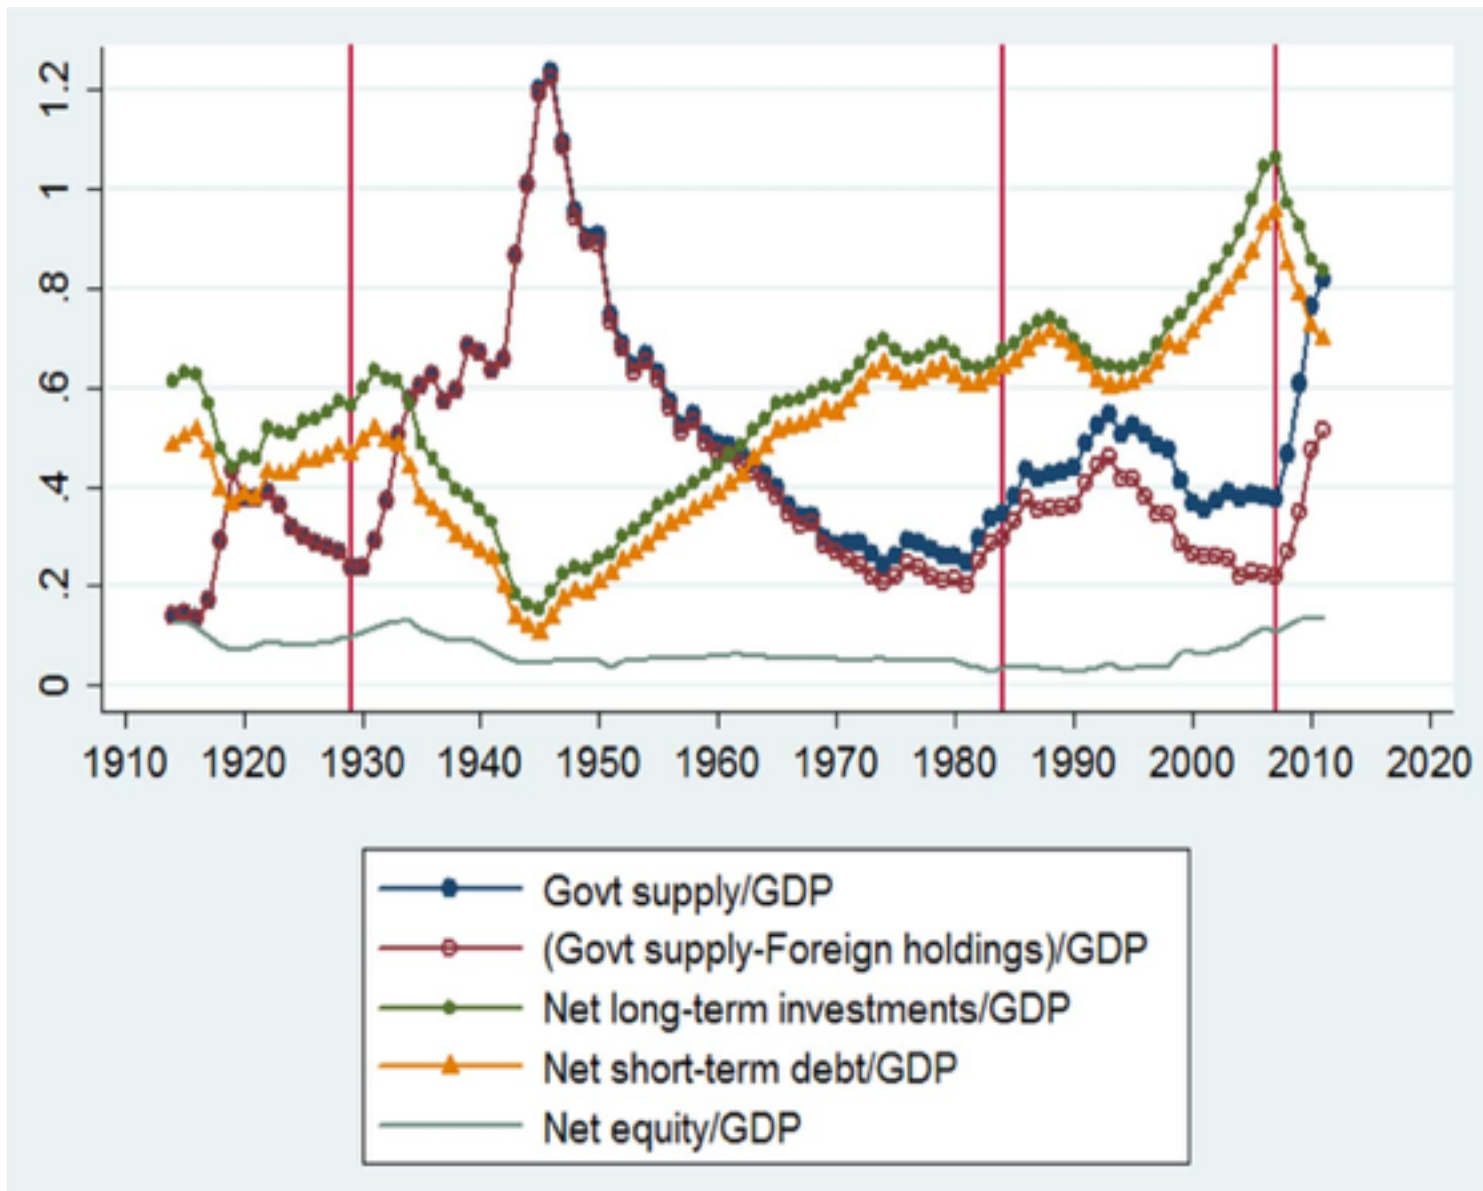 1.2
1
.8
.6
.4
.2
0
1910 1920 1930 1940 1950 1960 1970 1980 1990 2000 2010 2020
Govt supply/GDP
(Govt supply-Foreign holdings)/GDP
Net long-term investments/GDP
Net short-term debt/GDP
Net equity/GDP